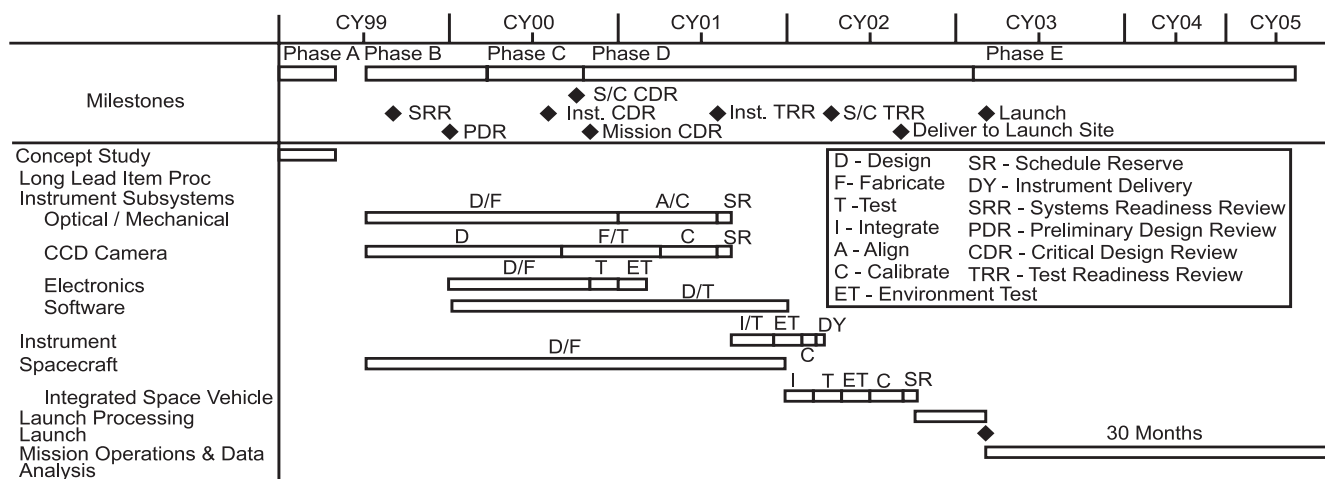 CY99 CY00 CY01 CY02 CY03 CY04 CY05
Phase A Phase B Phase C Phase D Phase E
Milestones
S/C CDR
SRR Inst. CDR Inst. TRR S/C TRR Launch
PDR Mission CDR Deliver to Launch Site
Concept Study
Long Lead Item Proc
Instrument Subsystems
Optical / Mechanical D/F A/C SR
CCD Camera D F/T C SR
Electronics D/F T ET
Software D/T
Instrument I/T ET C DY
Spacecraft D/F
Integrated Space Vehicle I T ET C SR
Launch Processing
Launch
Mission Operations & Data
Analysis
30 Months
D - Design
F- Fabricate
T - Test
I - Integrate
A - Align
C - Calibrate
ET - Environment Test
SR - Schedule Reserve
DY - Instrument Delivery
SRR - Systems Readiness Review
PDR - Preliminary Design Review
CDR - Critical Design Review
TRR - Test Readiness Review